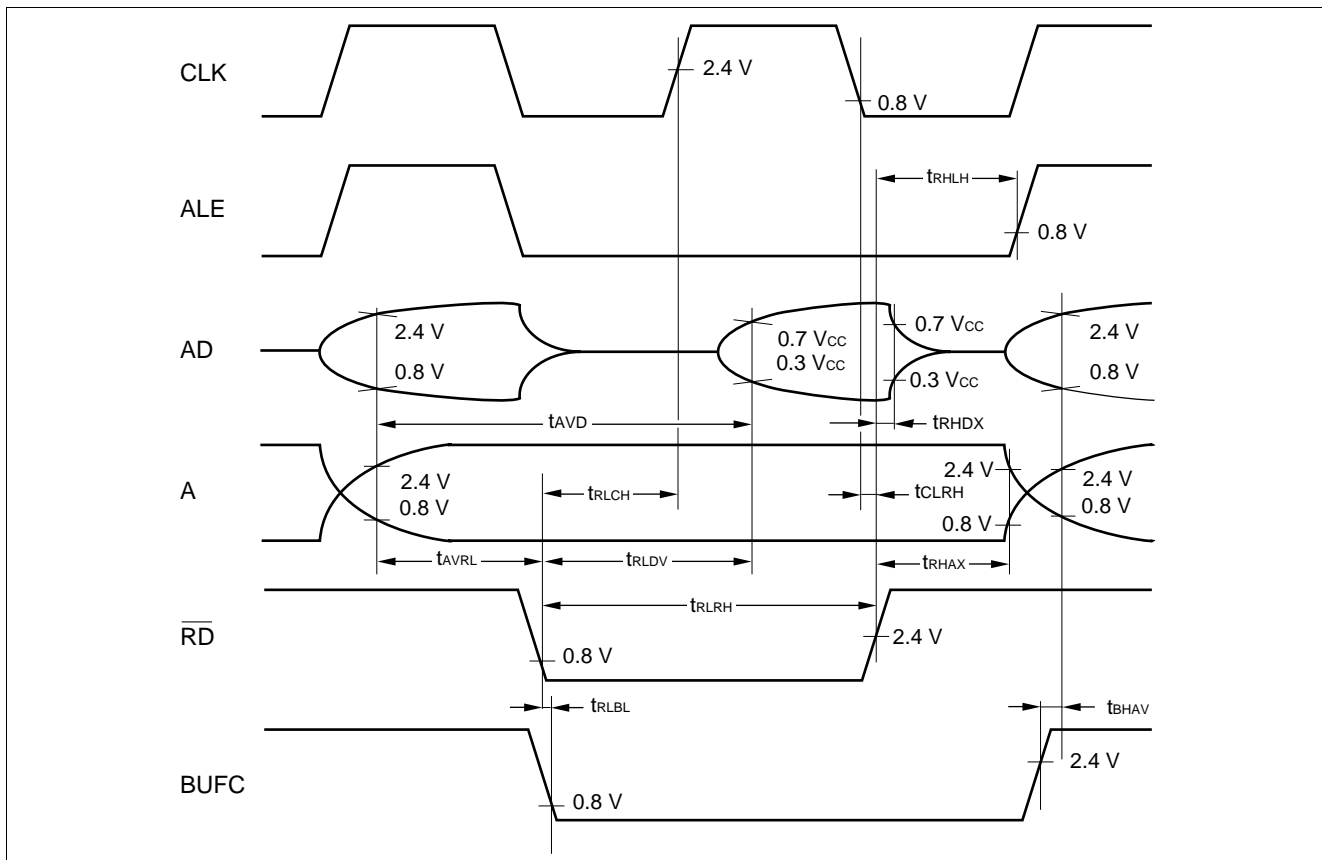 CLK
2.4 V
0.8 V
tRHLH
ALE
0.8 V
AD
2.4 V
0.8 V
0.7 VCC
0.3 VCC
0.7 VCC
0.3 VCC
2.4 V
0.8 V
tAVD
tRHDX
A
2.4 V
0.8 V
tRLCH
tCLRH
2.4 V
0.8 V
2.4 V
0.8 V
tAVRL
tRLDV
tRHAX
tRLRH
RD
0.8 V
2.4 V
tRLBL
tBHAV
BUFC
0.8 V
2.4 V